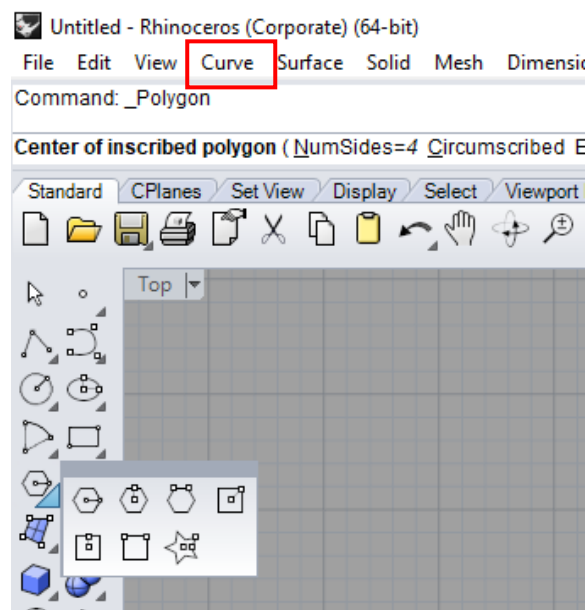 Untitled - Rhinoceros (Corporate) (64-bit)
File Edit View Curve Surface Solid Mesh Dimensi
Command: _Polygon
Center of inscribed polygon ( NumSides=4 Circumscribed E
Standard CPlanes Set View Display Select Viewport
Top